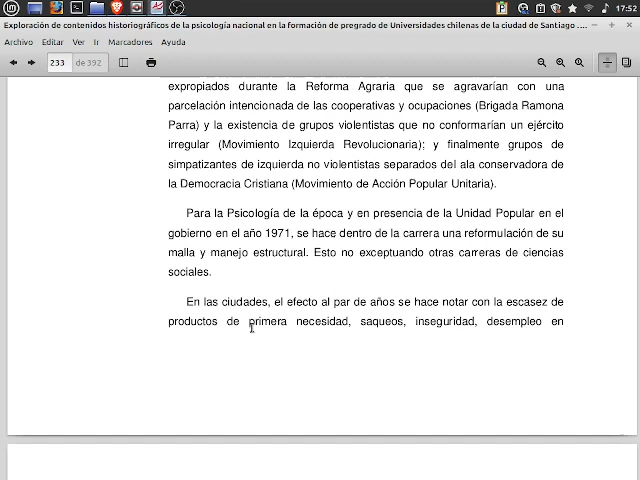 17:52
Exploración de contenidos historiográficos de la psicología nacional en la formación de pregrado de Universidades chilenas de la ciudad de Santiago ....
Archivo Editar Ver Ir Marcadores Ayuda
233 de 392
expropiados durante la Reforma Agraria que se agravarían con una
parcelación intencionada de las cooperativas y ocupaciones (Brigada Ramona
Parra) y la existencia de grupos violentistas que no conformarían un ejército
irregular (Movimiento Izquierda Revolucionaria); y finalmente grupos de
simpatizantes de izquierda no violentistas separados del ala conservadora de
la Democracia Cristiana (Movimiento de Acción Popular Unitaria).
Para la Psicología de la época y en presencia de la Unidad Popular en el
gobierno en el año 1971, se hace dentro de la carrera una reformulación de su
malla y manejo estructural. Esto no exceptuando otras carreras de ciencias
sociales.
En las ciudades, el efecto al par de años se hace notar con la escasez de
productos de primera necesidad, saqueos, inseguridad, desempleo en